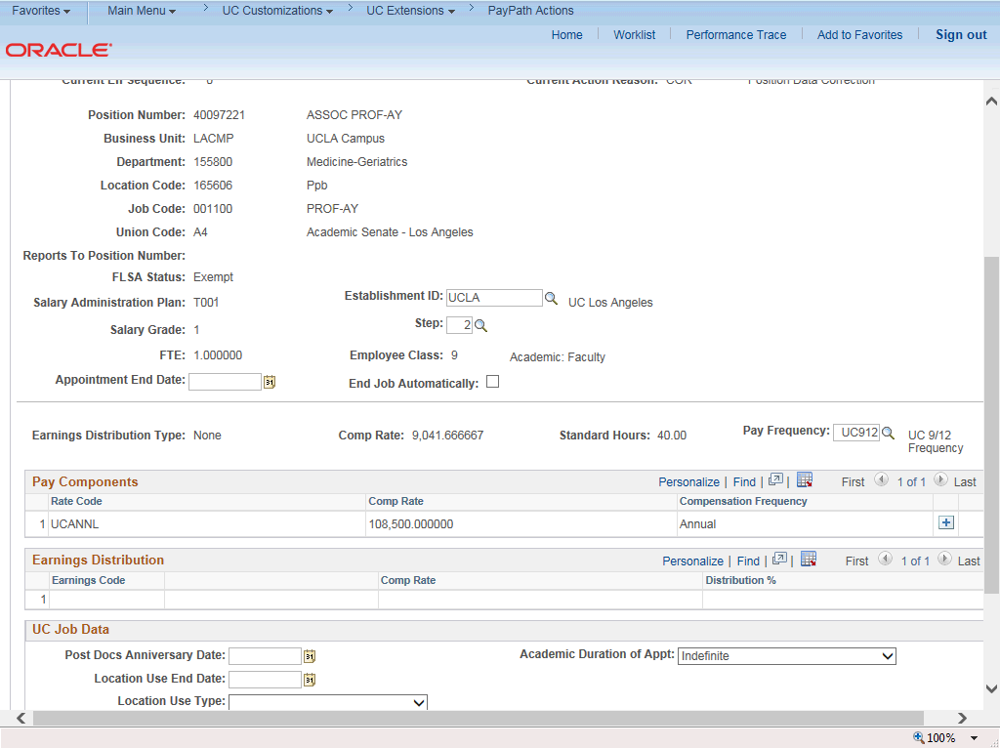 Favorites Main Menu > UC Customizations > UC Extensions > PayPath Actions
Home Worklist Performance Trace Add to Favorites Sign out
ORACLE
Current Eff Sequence: 0 Current Action Reason: COR Position Data Correction
Position Number: 40097221 ASSOC PROF-AY
Business Unit: LACMP UCLA Campus
Department: 155800 Medicine-Geriatrics
Location Code: 165606 Ppb
Job Code: 001100 PROF-AY
Union Code: A4 Academic Senate - Los Angeles
Reports To Position Number:
FLSA Status: Exempt
Salary Administration Plan: T001 Establishment ID: UCLA UC Los Angeles
Salary Grade: 1 Step: 2
FTE: 1.000000 Employee Class: 9 Academic: Faculty
Appointment End Date: 31 End Job Automatically:
Earnings Distribution Type: None Comp Rate: 9,041.666667 Standard Hours: 40.00 Pay Frequency: UC912 UC 9/12
Frequency
Pay Components Personalize | Find | | First 1 of 1 Last
Rate Code Comp Rate Compensation Frequency
1 UCANNL 108,500.000000 Annual
Earnings Distribution Personalize | Find | | First 1 of 1 Last
Earnings Code Comp Rate Distribution %
1
UC Job Data
Post Docs Anniversary Date: 31 Academic Duration of Appt: Indefinite
Location Use End Date: 31
Location Use Type:
100%